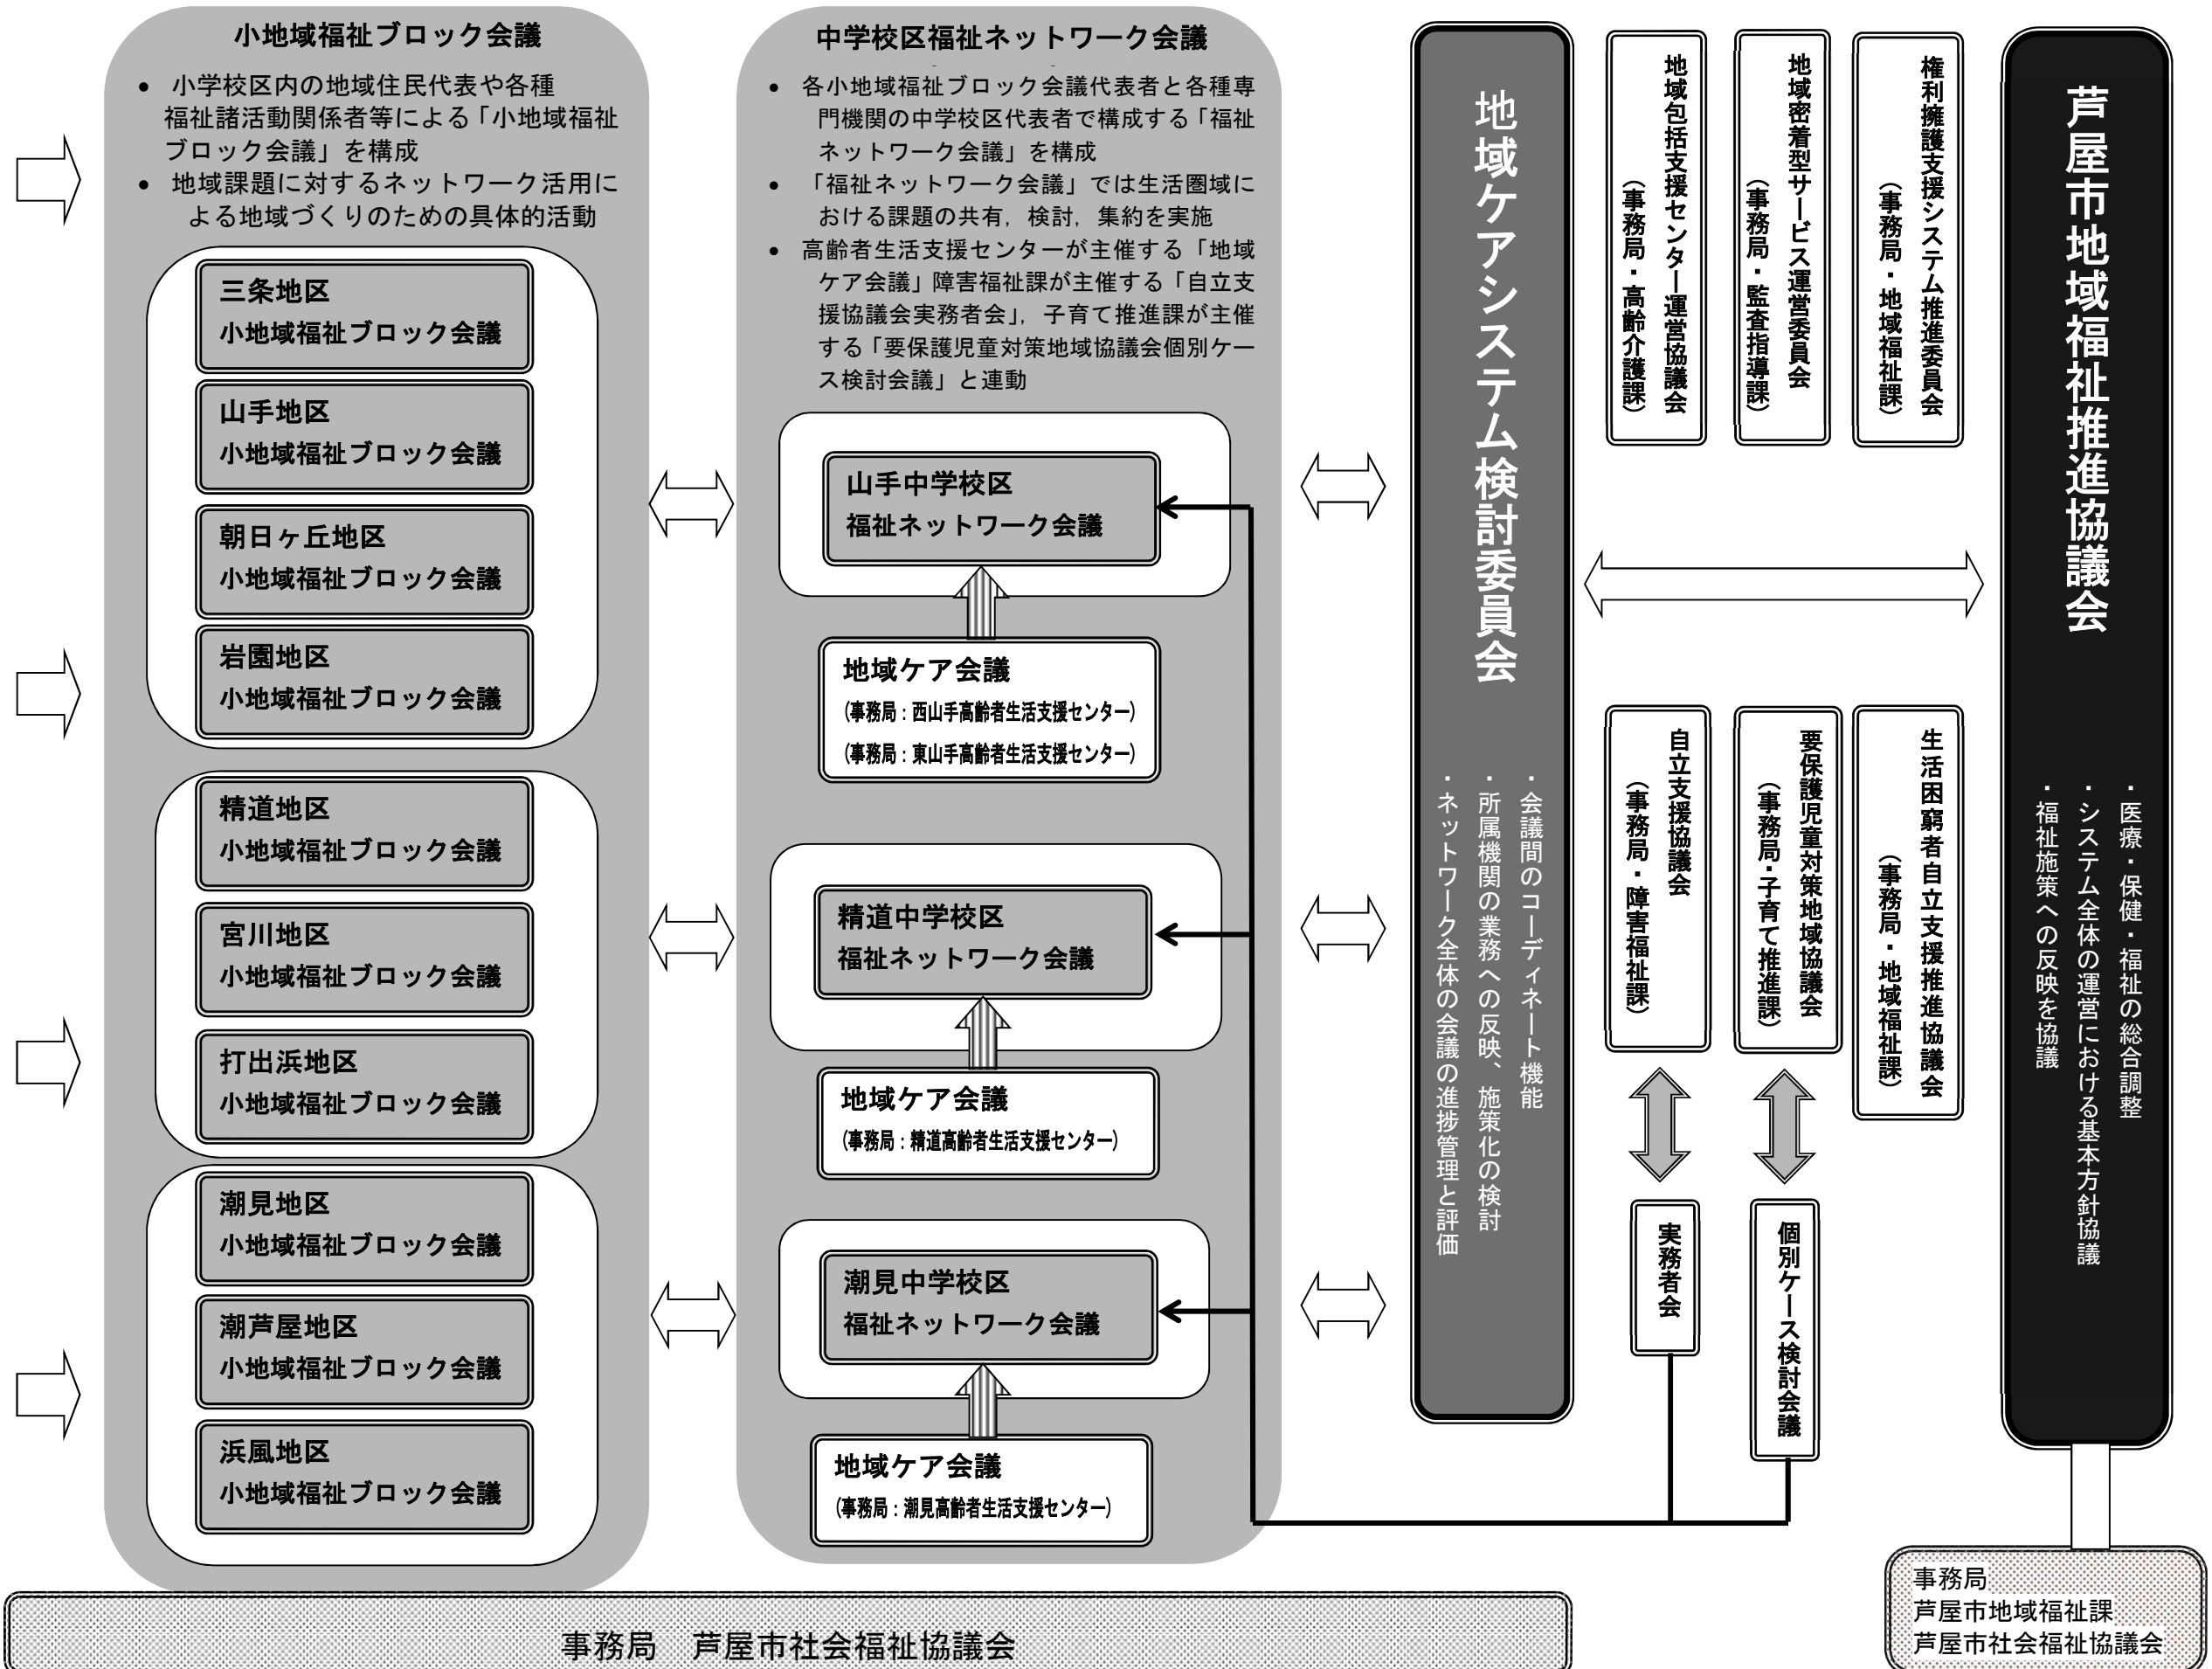 小地域福祉ブロック会議
• 小学校区内の地域住民代表や各種
福祉諸活動関係者等による「小地域福祉
ブロック会議」を構成
• 地域課題に対するネットワーク活用に
よる地域づくりのための具体的活動
三条地区
小地域福祉ブロック会議
山手地区
小地域福祉ブロック会議
朝日ヶ丘地区
小地域福祉ブロック会議
岩園地区
小地域福祉ブロック会議
精道地区
小地域福祉ブロック会議
宮川地区
小地域福祉ブロック会議
打出浜地区
小地域福祉ブロック会議
潮見地区
小地域福祉ブロック会議
潮芦屋地区
小地域福祉ブロック会議
浜風地区
小地域福祉ブロック会議
中学校区福祉ネットワーク会議
• 各小地域福祉ブロック会議代表者と各種専
門機関の中学校区代表者で構成する「福祉
ネットワーク会議」を構成
• 「福祉ネットワーク会議」では生活圏域に
おける課題の共有，検討，集約を実施
• 高齢者生活支援センターが主催する「地域
ケア会議」障害福祉課が主催する「自立支
援協議会実務者会」，子育て推進課が主催
する「要保護児童対策地域協議会個別ケー
ス検討会議」と連動
山手中学校区
福祉ネットワーク会議
地域ケア会議
(事務局：西山手高齢者生活支援センター)
(事務局：東山手高齢者生活支援センター)
精道中学校区
福祉ネットワーク会議
地域ケア会議
(事務局：精道高齢者生活支援センター)
潮見中学校区
福祉ネットワーク会議
地域ケア会議
(事務局：潮見高齢者生活支援センター)
地域ケアシステム検討委員会
・会議間のコーディネート機能
・所属機関の業務への反映、施策化の検討
・ネットワーク全体の会議の進捗管理と評価
地域包括支援センター運営協議会
（事務局・高齢介護課）
地域密着型サービス運営委員会
（事務局・監査指導課）
権利擁護支援システム推進委員会
（事務局・地域福祉課）
自立支援協議会
（事務局・障害福祉課）
要保護児童対策地域協議会
（事務局・子育て推進課）
生活困窮者自立支援推進協議会
（事務局・地域福祉課）
実務者会
個別ケース検討会議
芦屋市地域福祉推進協議会
・医療・保健・福祉の総合調整
・システム全体の運営における基本方針協議
・福祉施策への反映を協議
事務局
芦屋市地域福祉課
芦屋市社会福祉協議会
事務局　芦屋市社会福祉協議会